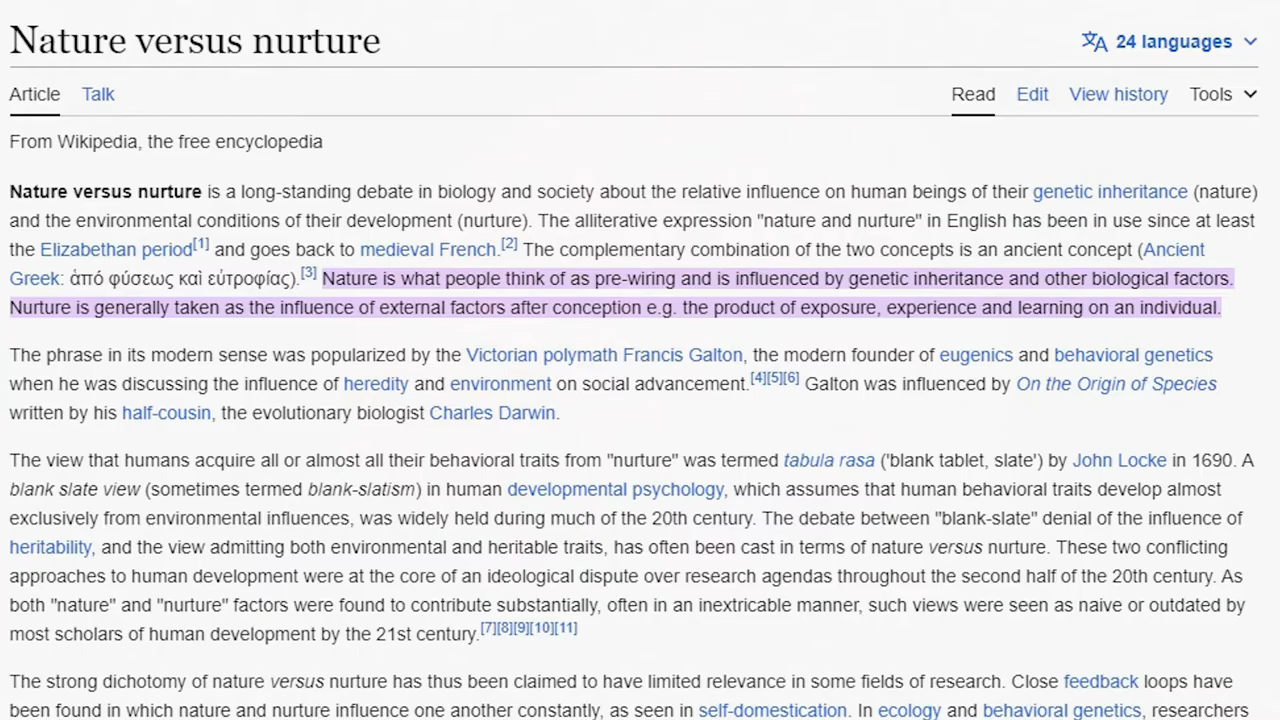 Nature versus nurture
24 languages
Article Talk Read Edit View history Tools
From Wikipedia, the free encyclopedia
Nature versus nurture is a long-standing debate in biology and society about the relative influence on human beings of their genetic inheritance (nature)
and the environmental conditions of their development (nurture). The alliterative expression "nature and nurture" in English has been in use since at least
the Elizabethan period[1] and goes back to medieval French.[2] The complementary combination of the two concepts is an ancient concept (Ancient
Greek: ἁπό φύσεως καὶ εὐτροφίας).[3] Nature is what people think of as pre-wiring and is influenced by genetic inheritance and other biological factors.
Nurture is generally taken as the influence of external factors after conception e.g. the product of exposure, experience and learning on an individual.
The phrase in its modern sense was popularized by the Victorian polymath Francis Galton, the modern founder of eugenics and behavioral genetics
when he was discussing the influence of heredity and environment on social advancement.[4][5][6] Galton was influenced by On the Origin of Species
written by his half-cousin, the evolutionary biologist Charles Darwin.
The view that humans acquire all or almost all their behavioral traits from "nurture" was termed tabula rasa ('blank tablet, slate') by John Locke in 1690. A
blank slate view (sometimes termed blank-slatism) in human developmental psychology, which assumes that human behavioral traits develop almost
exclusively from environmental influences, was widely held during much of the 20th century. The debate between "blank-slate" denial of the influence of
heritability, and the view admitting both environmental and heritable traits, has often been cast in terms of nature versus nurture. These two conflicting
approaches to human development were at the core of an ideological dispute over research agendas throughout the second half of the 20th century. As
both "nature" and "nurture" factors were found to contribute substantially, often in an inextricable manner, such views were seen as naive or outdated by
most scholars of human development by the 21st century.[7][8][9][10][11]
The strong dichotomy of nature versus nurture has thus been claimed to have limited relevance in some fields of research. Close feedback loops have
been found in which nature and nurture influence one another constantly, as seen in self-domestication. In ecology and behavioral genetics, researchers